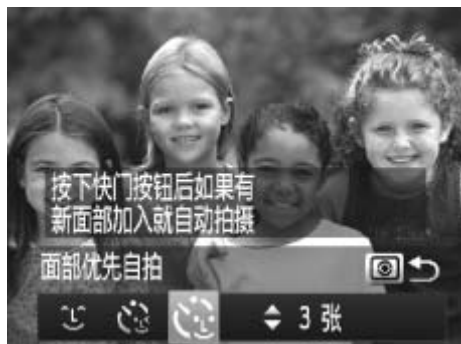 按下快门按钮后如果有
新面部加入就自动拍摄
面部优先自拍
3 张